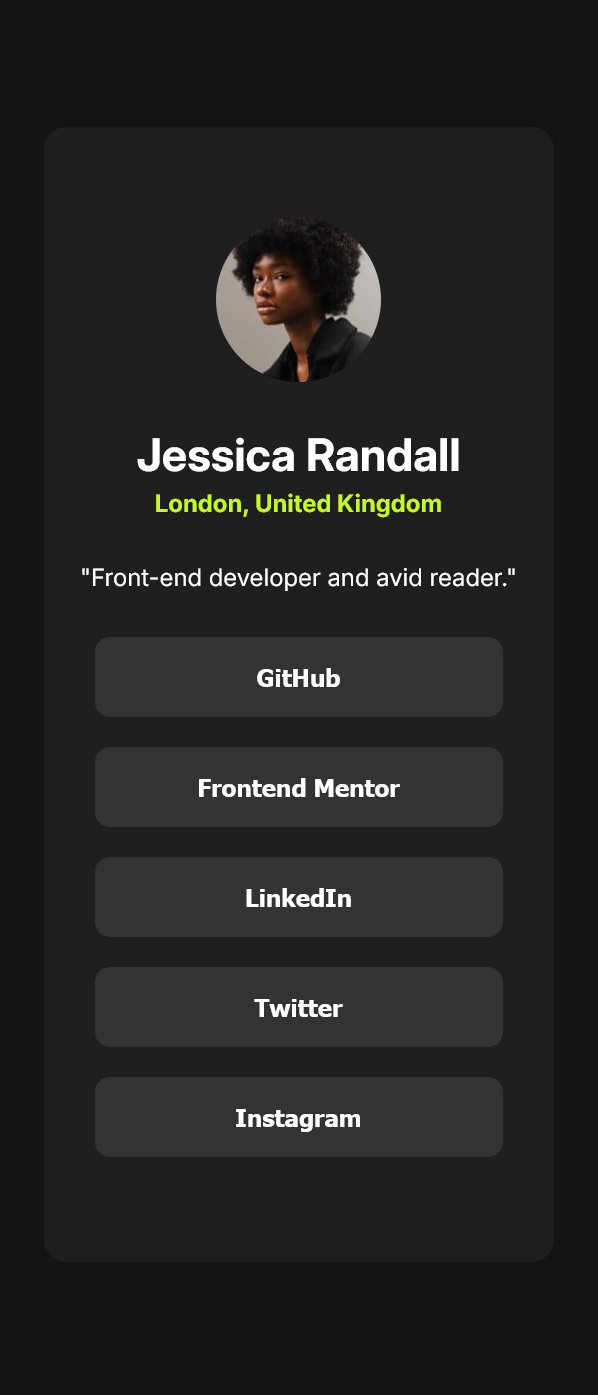 Jessica Randall
London, United Kingdom
"Front-end developer and avid reader."
GitHub
Frontend Mentor
LinkedIn
Twitter
Instagram